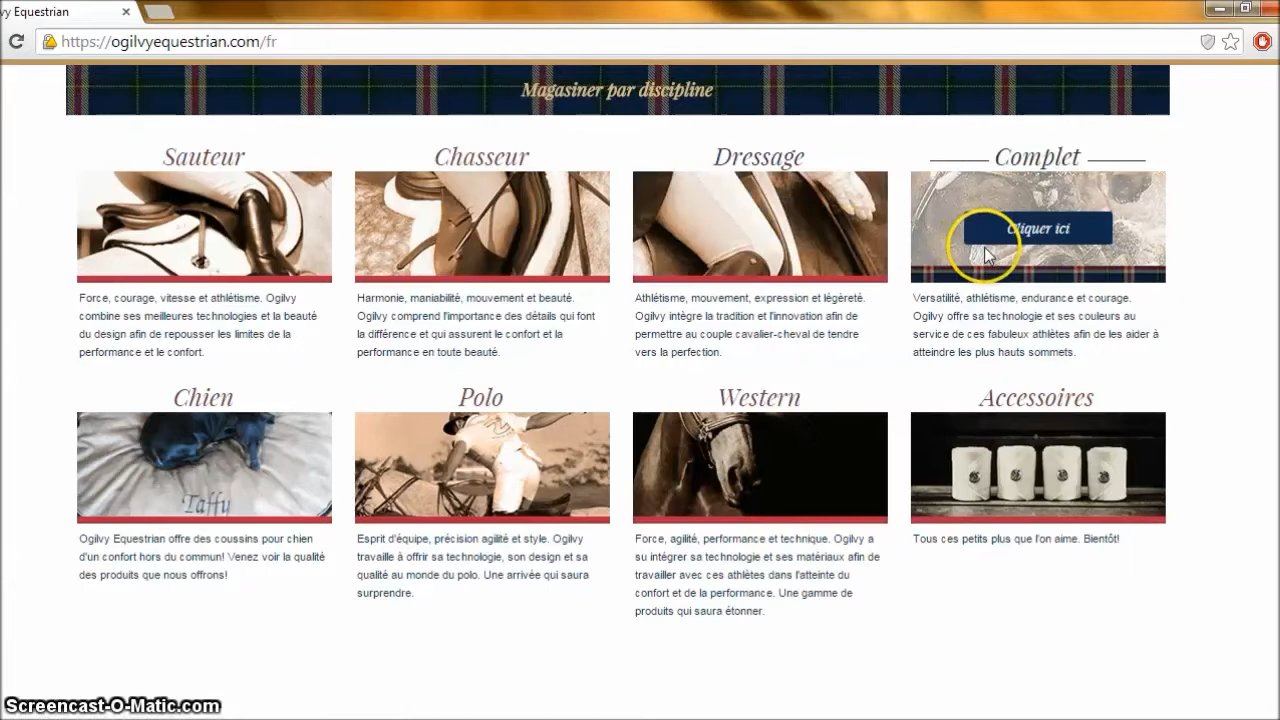 vy Equestrian
https://ogilvyequestrian.com/fr
Magasiner par discipline
Sauteur
Chasseur
Dressage
Complet
Cliquer ici
Force, courage, vitesse et athlétisme. Ogilvy
combine ses meilleures technologies et la beauté
du design afin de repousser les limites de la
performance et le confort.
Harmonie, maniabilité, mouvement et beauté.
Ogilvy comprend l'importance des détails qui font
la différence et qui assurent le confort et la
performance en toute beauté.
Athlétisme, mouvement, expression et légèreté.
Ogilvy intègre la tradition et l'innovation afin de
permettre au couple cavalier-cheval de tendre
vers la perfection.
Versatilité, athlétisme, endurance et courage.
Ogilvy offre sa technologie et ses couleurs au
service de ces fabuleux athlètes afin de les aider à
atteindre les plus hauts sommets.
Chien
Polo
Western
Accessoires
Taffy
Ogilvy Equestrian offre des coussins pour chien
d'un confort hors du commun! Venez voir la qualité
des produits que nous offrons!
Esprit d'équipe, précision agilité et style. Ogilvy
travaille à offrir sa technologie, son design et sa
qualité au monde du polo. Une arrivée qui saura
surprendre.
Force, agilité, performance et technique. Ogilvy a
su intégrer sa technologie et ses matériaux afin de
travailler avec ces athlètes dans l'atteinte du
confort et de la performance. Une gamme de
produits qui saura étonner.
Tous ces petits plus que l'on aime. Bientôt!
Screencast-O-Matic.com